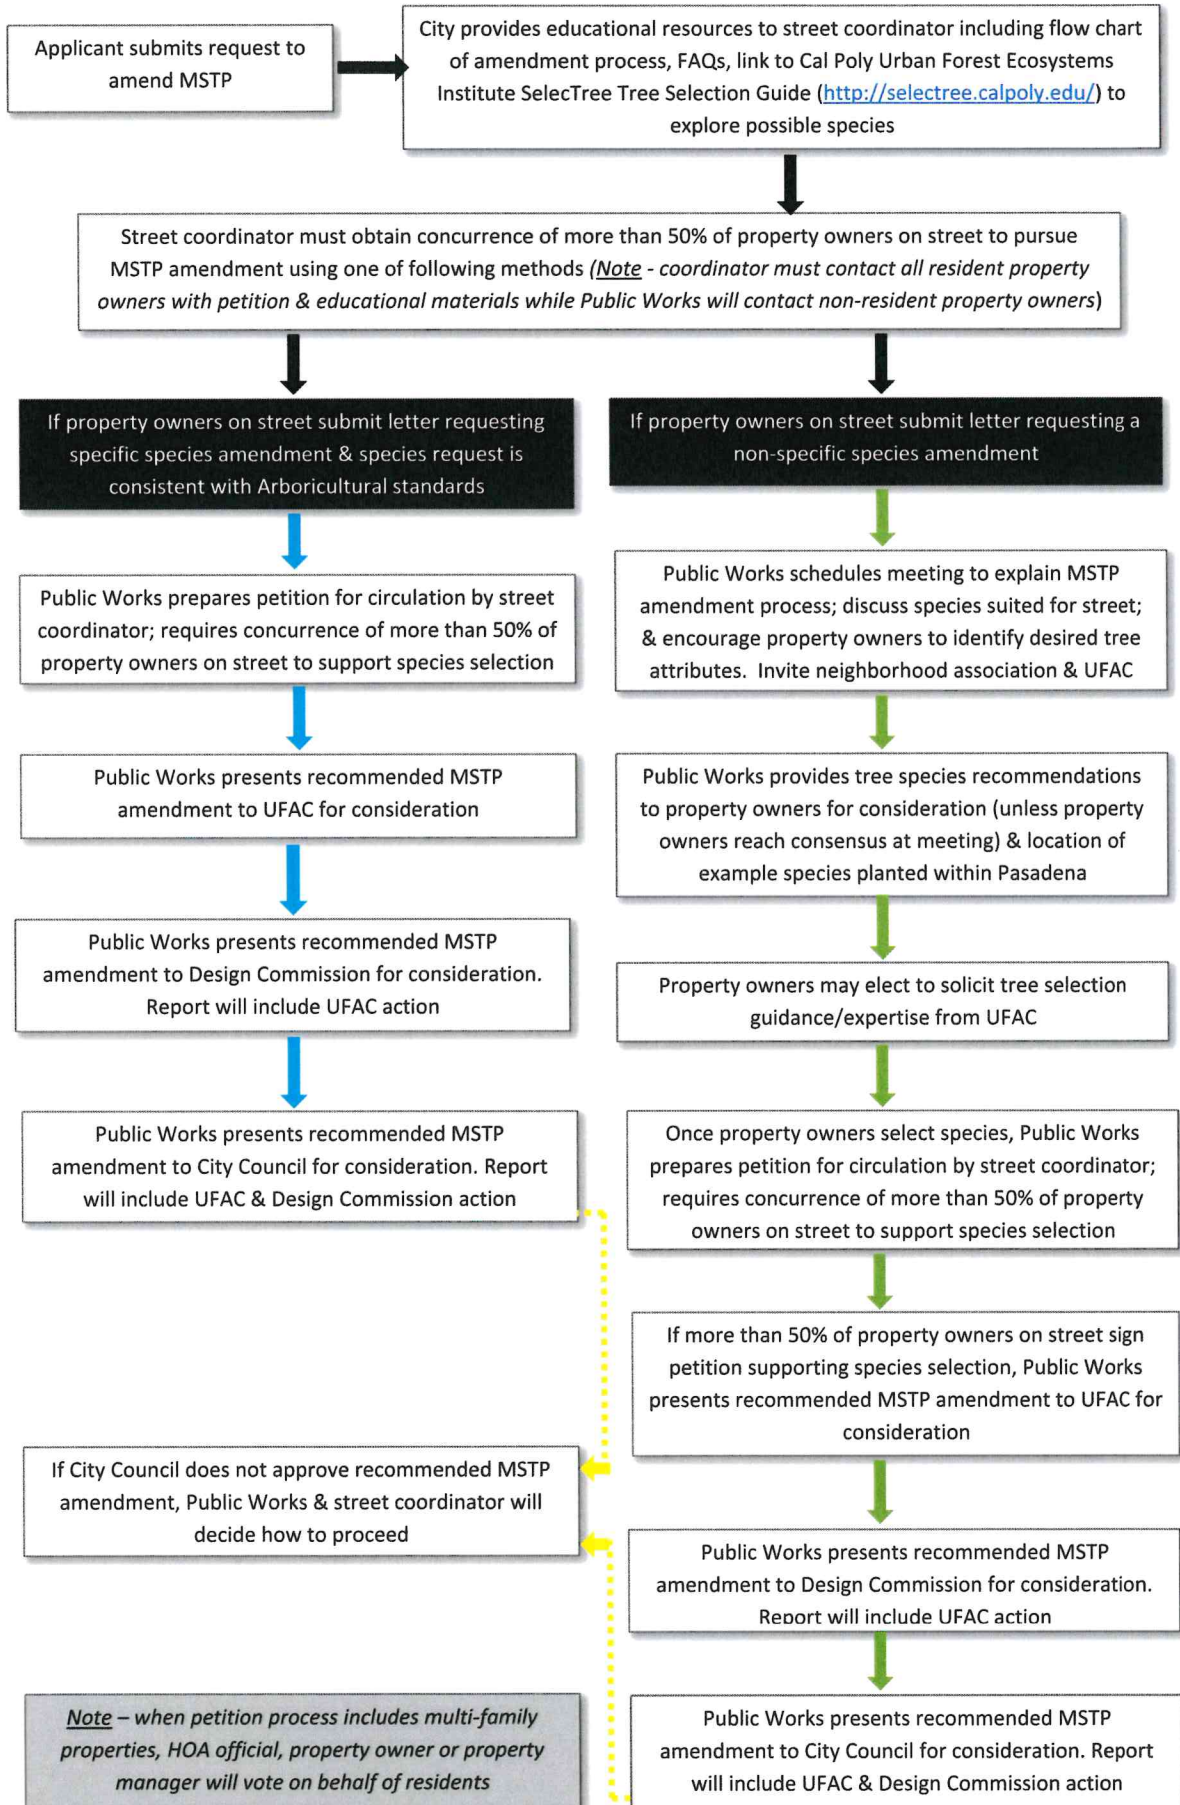 Applicant submits request to
amend MSTP
City provides educational resources to street coordinator including flow chart
of amendment process, FAQs, link to Cal Poly Urban Forest Ecosystems
Institute SelecTree Tree Selection Guide (http://selectree.calpoly.edu/) to
explore possible species
Street coordinator must obtain concurrence of more than 50% of property owners on street to pursue
MSTP amendment using one of following methods (Note - coordinator must contact all resident property
owners with petition & educational materials while Public Works will contact non-resident property owners)
If property owners on street submit letter requesting
specific species amendment & species request is
consistent with Arboricultural standards
Public Works prepares petition for circulation by street
coordinator; requires concurrence of more than 50% of
property owners on street to support species selection
Public Works presents recommended MSTP
amendment to UFAC for consideration
Public Works presents recommended MSTP
amendment to Design Commission for consideration.
Report will include UFAC action
Public Works presents recommended MSTP
amendment to City Council for consideration. Report
will include UFAC & Design Commission action
If City Council does not approve recommended MSTP
amendment, Public Works & street coordinator will
decide how to proceed
Note – when petition process includes multi-family
properties, HOA official, property owner or property
manager will vote on behalf of residents
If property owners on street submit letter requesting a
non-specific species amendment
Public Works schedules meeting to explain MSTP
amendment process; discuss species suited for street;
& encourage property owners to identify desired tree
attributes. Invite neighborhood association & UFAC
Public Works provides tree species recommendations
to property owners for consideration (unless property
owners reach consensus at meeting) & location of
example species planted within Pasadena
Property owners may elect to solicit tree selection
guidance/expertise from UFAC
Once property owners select species, Public Works
prepares petition for circulation by street coordinator;
requires concurrence of more than 50% of property
owners on street to support species selection
If more than 50% of property owners on street sign
petition supporting species selection, Public Works
presents recommended MSTP amendment to UFAC for
consideration
Public Works presents recommended MSTP
amendment to Design Commission for consideration.
Report will include UFAC action
Public Works presents recommended MSTP
amendment to City Council for consideration. Report
will include UFAC & Design Commission action